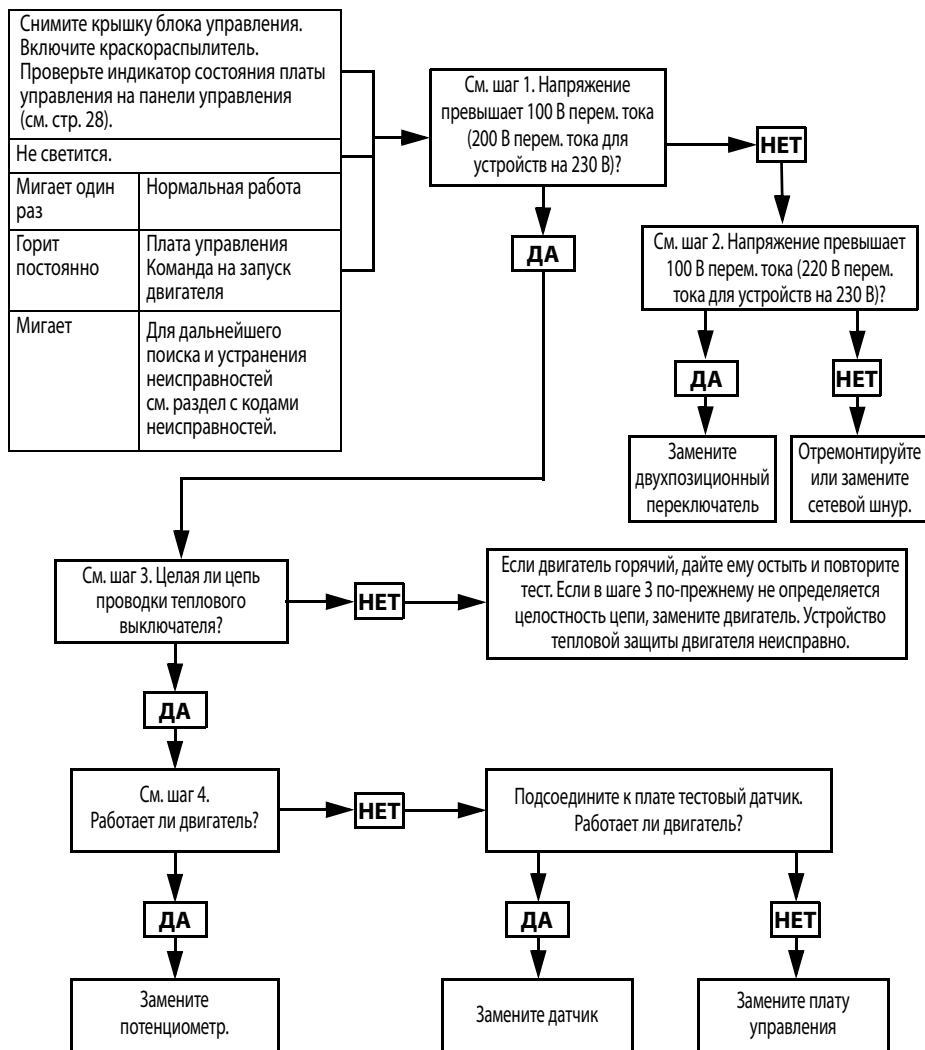 Снимите крышку блока управления.
Включите краскораспылитель.
Проверьте индикатор состояния платы
управления на панели управления
(см. стр. 28).
Не светится.
Мигает один
раз
Нормальная работа
Горит
постоянно
Плата управления
Команда на запуск
двигателя
Мигает
Для дальнейшего
поиска и устранения
неисправностей
см. раздел с кодами
неисправностей.
См. шаг 1. Напряжение
превышает 100 В перем. тока
(200 В перем. тока для
устройств на 230 В)?
НЕТ
ДА
См. шаг 2. Напряжение превышает
100 В перем. тока (220 В перем.
тока для устройств на 230 В)?
ДА
НЕТ
Замените
двухпозиционный
переключатель
Отремонтируйте
или замените
сетевой шнур.
См. шаг 3. Целая ли цепь
проводки теплового
выключателя?
НЕТ
Если двигатель горячий, дайте ему остыть и повторите
тест. Если в шаге 3 по-прежнему не определяется
целостность цепи, замените двигатель. Устройство
тепловой защиты двигателя неисправно.
ДА
См. шаг 4.
Работает ли двигатель?
НЕТ
Подсоедините к плате тестовый датчик.
Работает ли двигатель?
ДА
ДА
НЕТ
Замените
потенциометр.
Замените датчик
Замените плату
управления